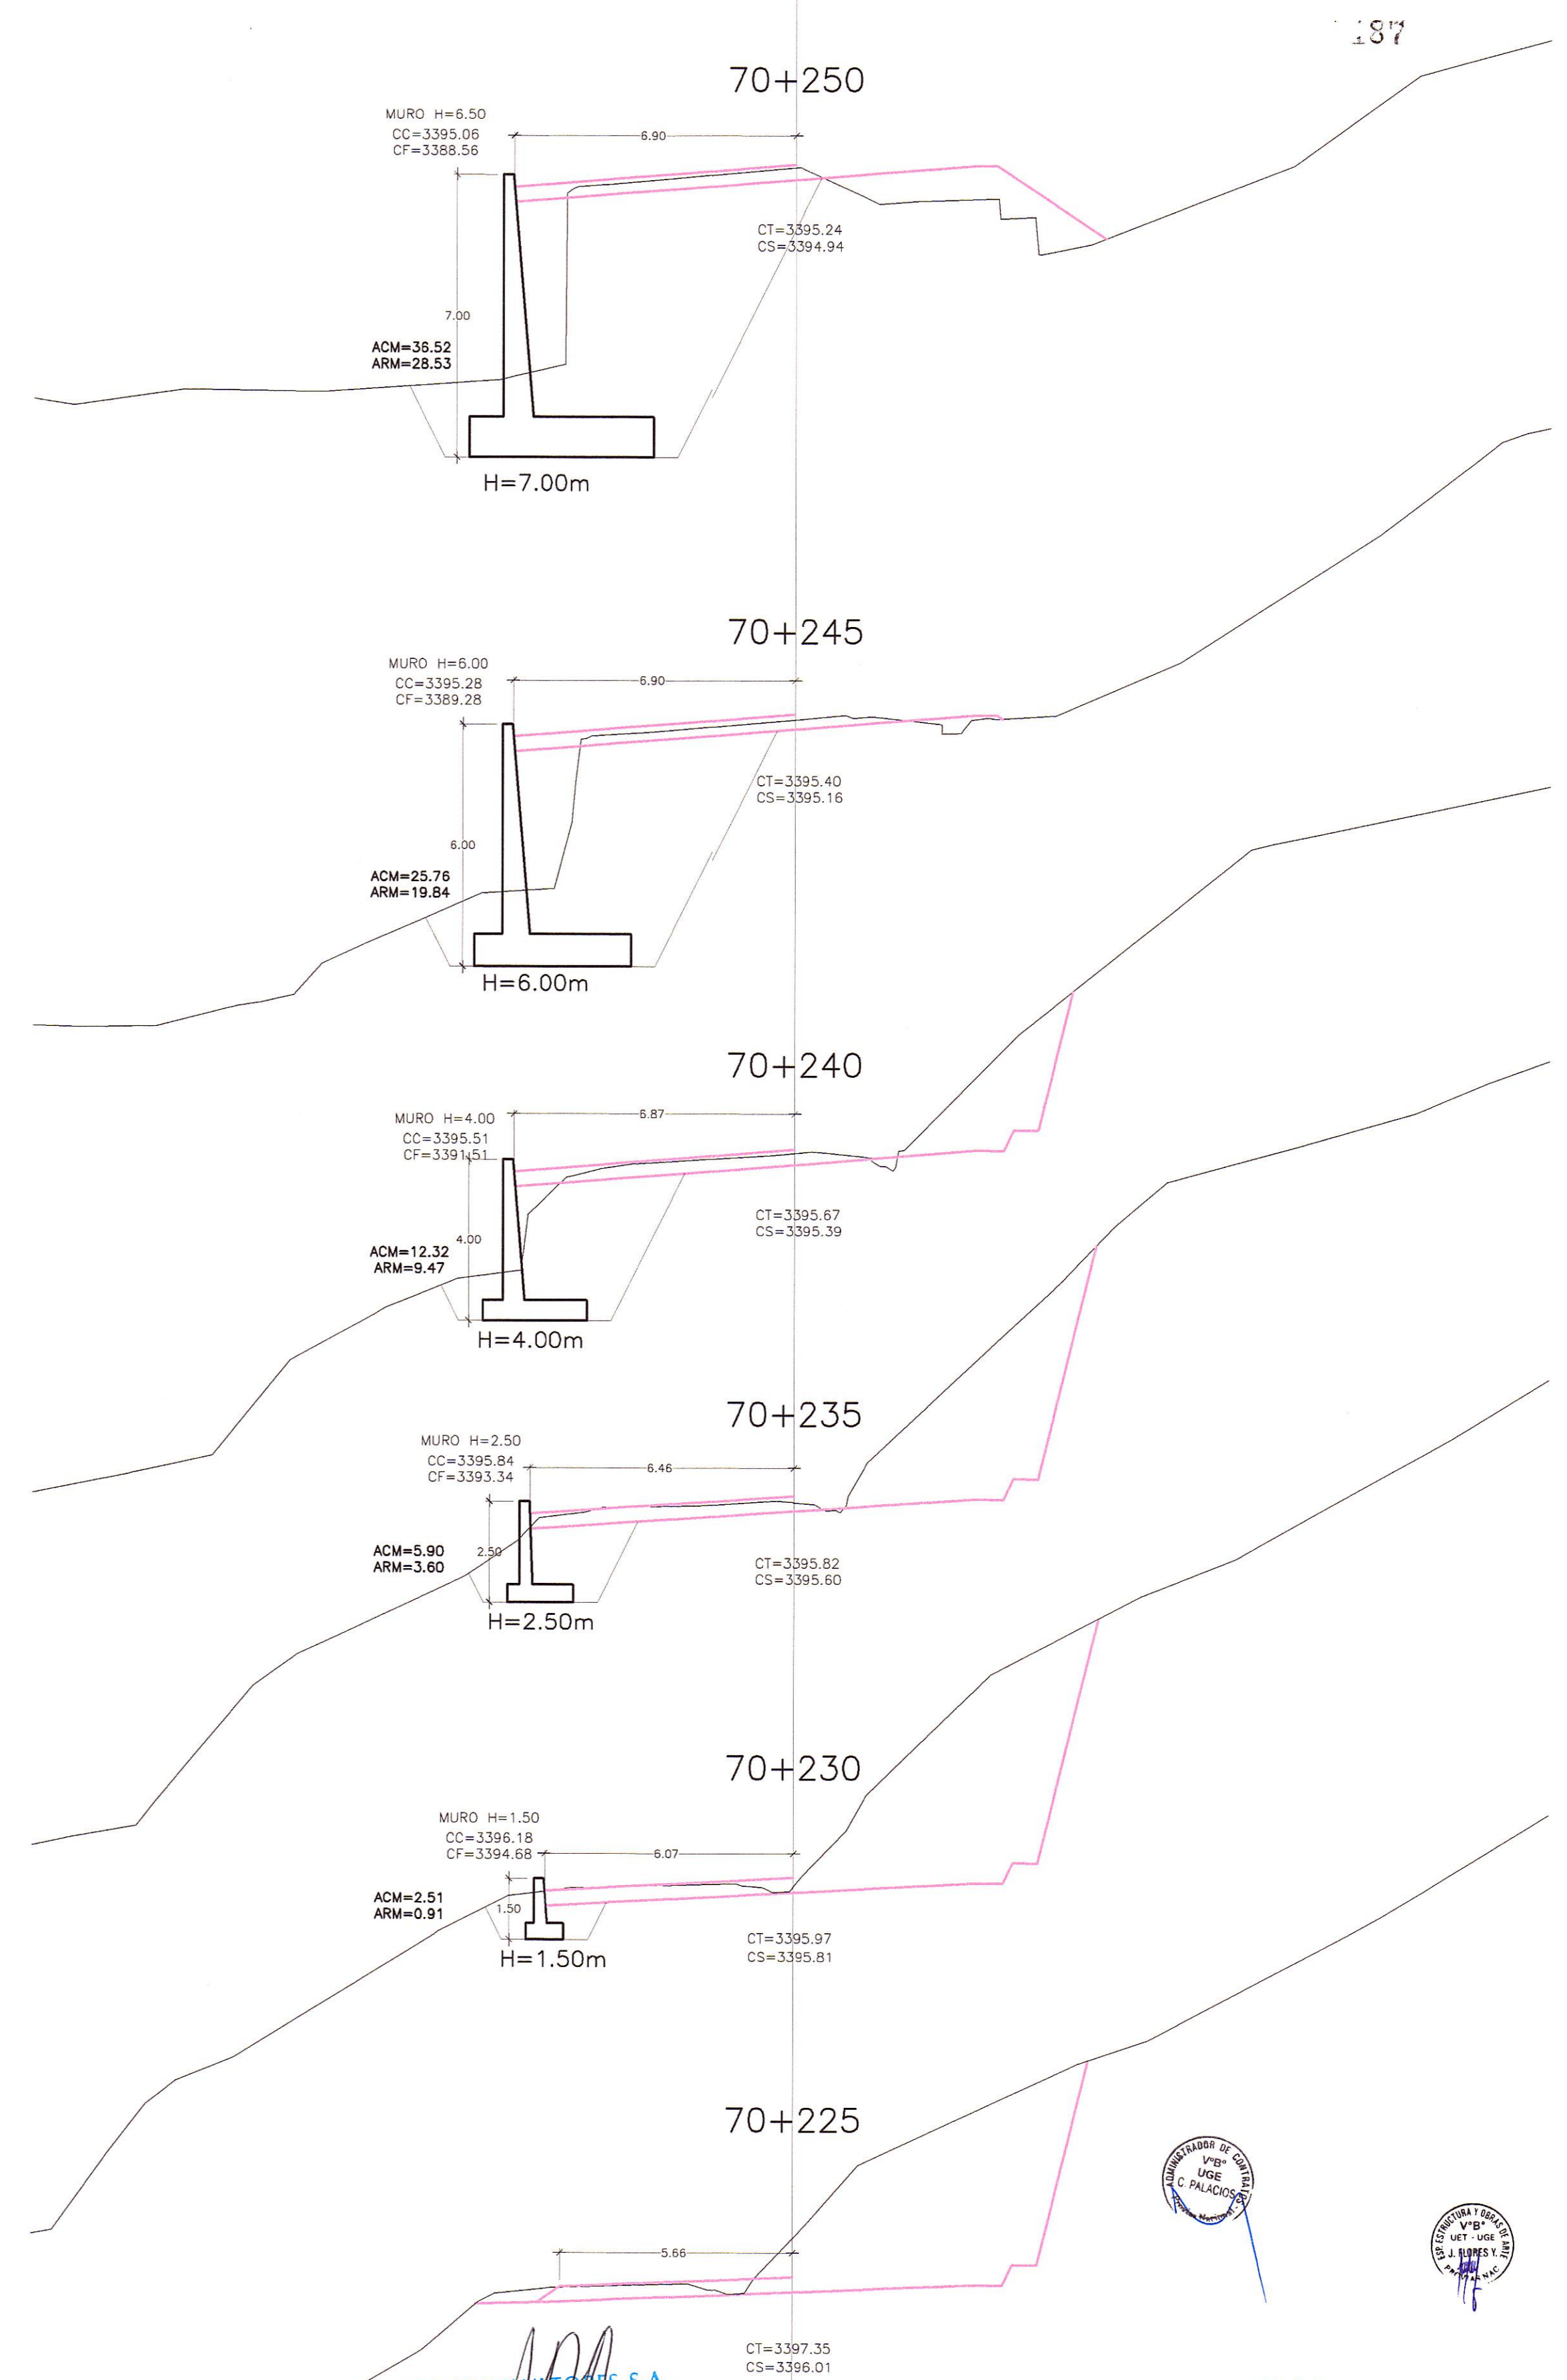 187
70+250
MURO H=6.50
CC=3395.06
CF=3388.56
6.90
CT=3395.24
CS=3394.94
7.00
ACM=36.52
ARM=28.53
H=7.00m
70+245
MURO H=6.00
CC=3395.28
CF=3389.28
6.90
CT=3395.40
CS=3395.16
6.00
ACM=25.76
ARM=19.84
H=6.00m
70+240
MURO H=4.00
CC=3395.51
CF=3391.51
6.87
CT=3395.67
CS=3395.39
4.00
ACM=12.32
ARM=9.47
H=4.00m
70+235
MURO H=2.50
CC=3395.84
CF=3393.34
6.46
CT=3395.82
CS=3395.60
2.50
ACM=5.90
ARM=3.60
H=2.50m
70+230
MURO H=1.50
CC=3396.18
CF=3394.68
6.07
ACM=2.51
ARM=0.91
1.50
CT=3395.97
CS=3395.81
H=1.50m
70+225
ADMINISTRADOR DE CONTRATOS
V°B°
UGE
C. PALACIOS
ESP. ESTRUCTURA Y OBRAS DE ARTE
V°B°
UET - UGE
J. FLORES Y.
5.66
CT=3397.35
CS=3396.01
S.A.